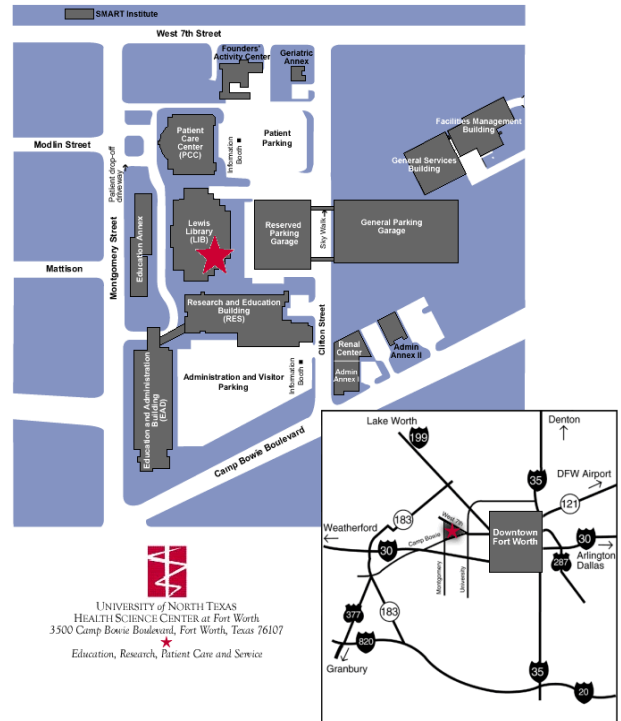 SMART Institute
West 7th Street
Founders'
Activity Center
Geriatric
Annex
Facilities Management
Building
General Services
Building
Patient
Care
Center
(PCC)
Information
Booth
Patient
Parking
Modlin Street
Patient drop-off
driveway
Montgomery Street
Education Annex
Lewis
Library
(LIB)
Reserved
Parking
Garage
Sky Walk
General Parking
Garage
Mattison
Research and Education
Building
(RES)
Clifton Street
Renal
Center
Admin
Annex I
Admin
Annex II
Education and Administration
Building
(EAD)
Administration and Visitor
Parking
Information
Booth
Camp Bowie Boulevard
Lake Worth
Denton
199
35
DFW Airport
121
183
Weatherford
West 7th
Camp Bowie
Downtown
Fort Worth
30
30
Arlington
Dallas
287
Montgomery
University
377
183
820
Granbury
35
20
UNIVERSITY of NORTH TEXAS
HEALTH SCIENCE CENTER at Fort Worth
3500 Camp Bowie Boulevard, Fort Worth, Texas 76107
Education, Research, Patient Care and Service